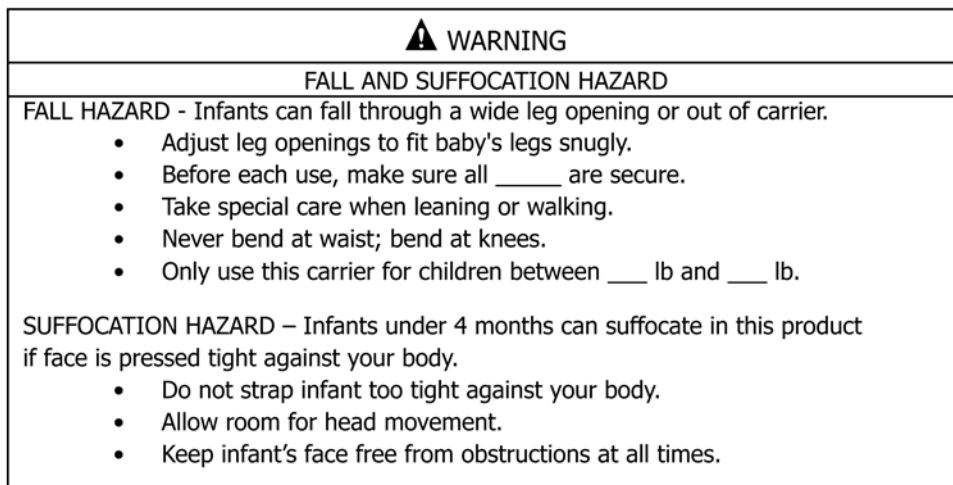 ⚠ WARNING
FALL AND SUFFOCATION HAZARD
FALL HAZARD - Infants can fall through a wide leg opening or out of carrier.
• Adjust leg openings to fit baby's legs snugly.
• Before each use, make sure all _____ are secure.
• Take special care when leaning or walking.
• Never bend at waist; bend at knees.
• Only use this carrier for children between ___ lb and ___ lb.
SUFFOCATION HAZARD – Infants under 4 months can suffocate in this product
if face is pressed tight against your body.
• Do not strap infant too tight against your body.
• Allow room for head movement.
• Keep infant’s face free from obstructions at all times.